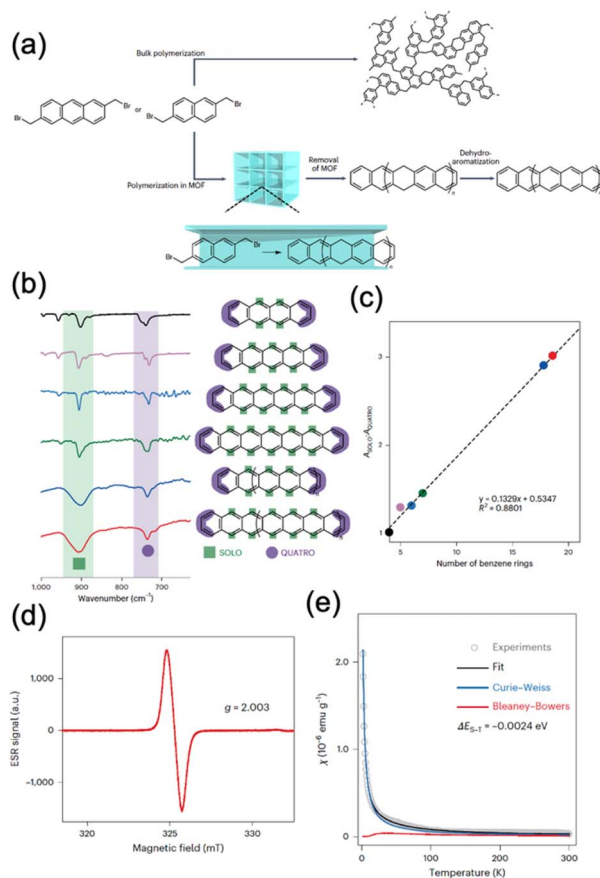 (a)
Bulk polymerization
Br
Br
or
Br
Br
Polymerization in MOF
Removal
of MOF
Dehydro-
aromatization
n
n
Br
Br
n
(b)
1,000 900 800 700
Wavenumber (cm⁻¹)
n
n
SOLO QUATRO
(c)
A_SOLO:A_QUATRO
3
2
1
y = 0.1329x + 0.5347
R² = 0.8801
5 10 15 20
Number of benzene rings
(d)
ESR signal (a.u.)
1,000
0
−1,000
g = 2.003
320 325 330
Magnetic field (mT)
(e)
χ (10⁻⁶ emu g⁻¹)
2.0
1.0
0
Experiments
Fit
Curie–Weiss
Bleaney–Bowers
ΔE_S–T = −0.0024 eV
0 100 200 300
Temperature (K)